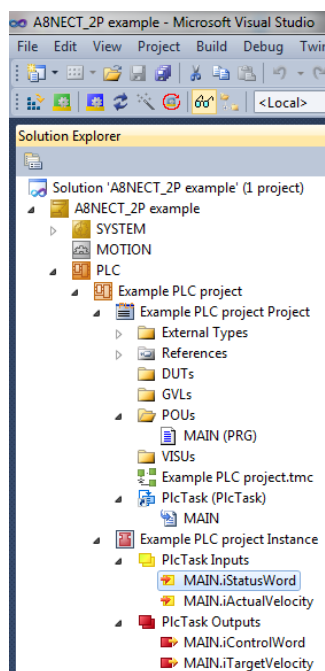 A8NECT_2P example - Microsoft Visual Studio
File Edit View Project Build Debug Twin
<Local>
Solution Explorer
Solution 'A8NECT_2P example' (1 project)
A8NECT_2P example
SYSTEM
MOTION
PLC
Example PLC project
Example PLC project Project
External Types
References
DUTs
GVLs
POUs
MAIN (PRG)
VISUs
Example PLC project.tmc
PlcTask (PlcTask)
MAIN
Example PLC project Instance
PlcTask Inputs
MAIN.iStatusWord
MAIN.iActualVelocity
PlcTask Outputs
MAIN.iControlWord
MAIN.iTargetVelocity